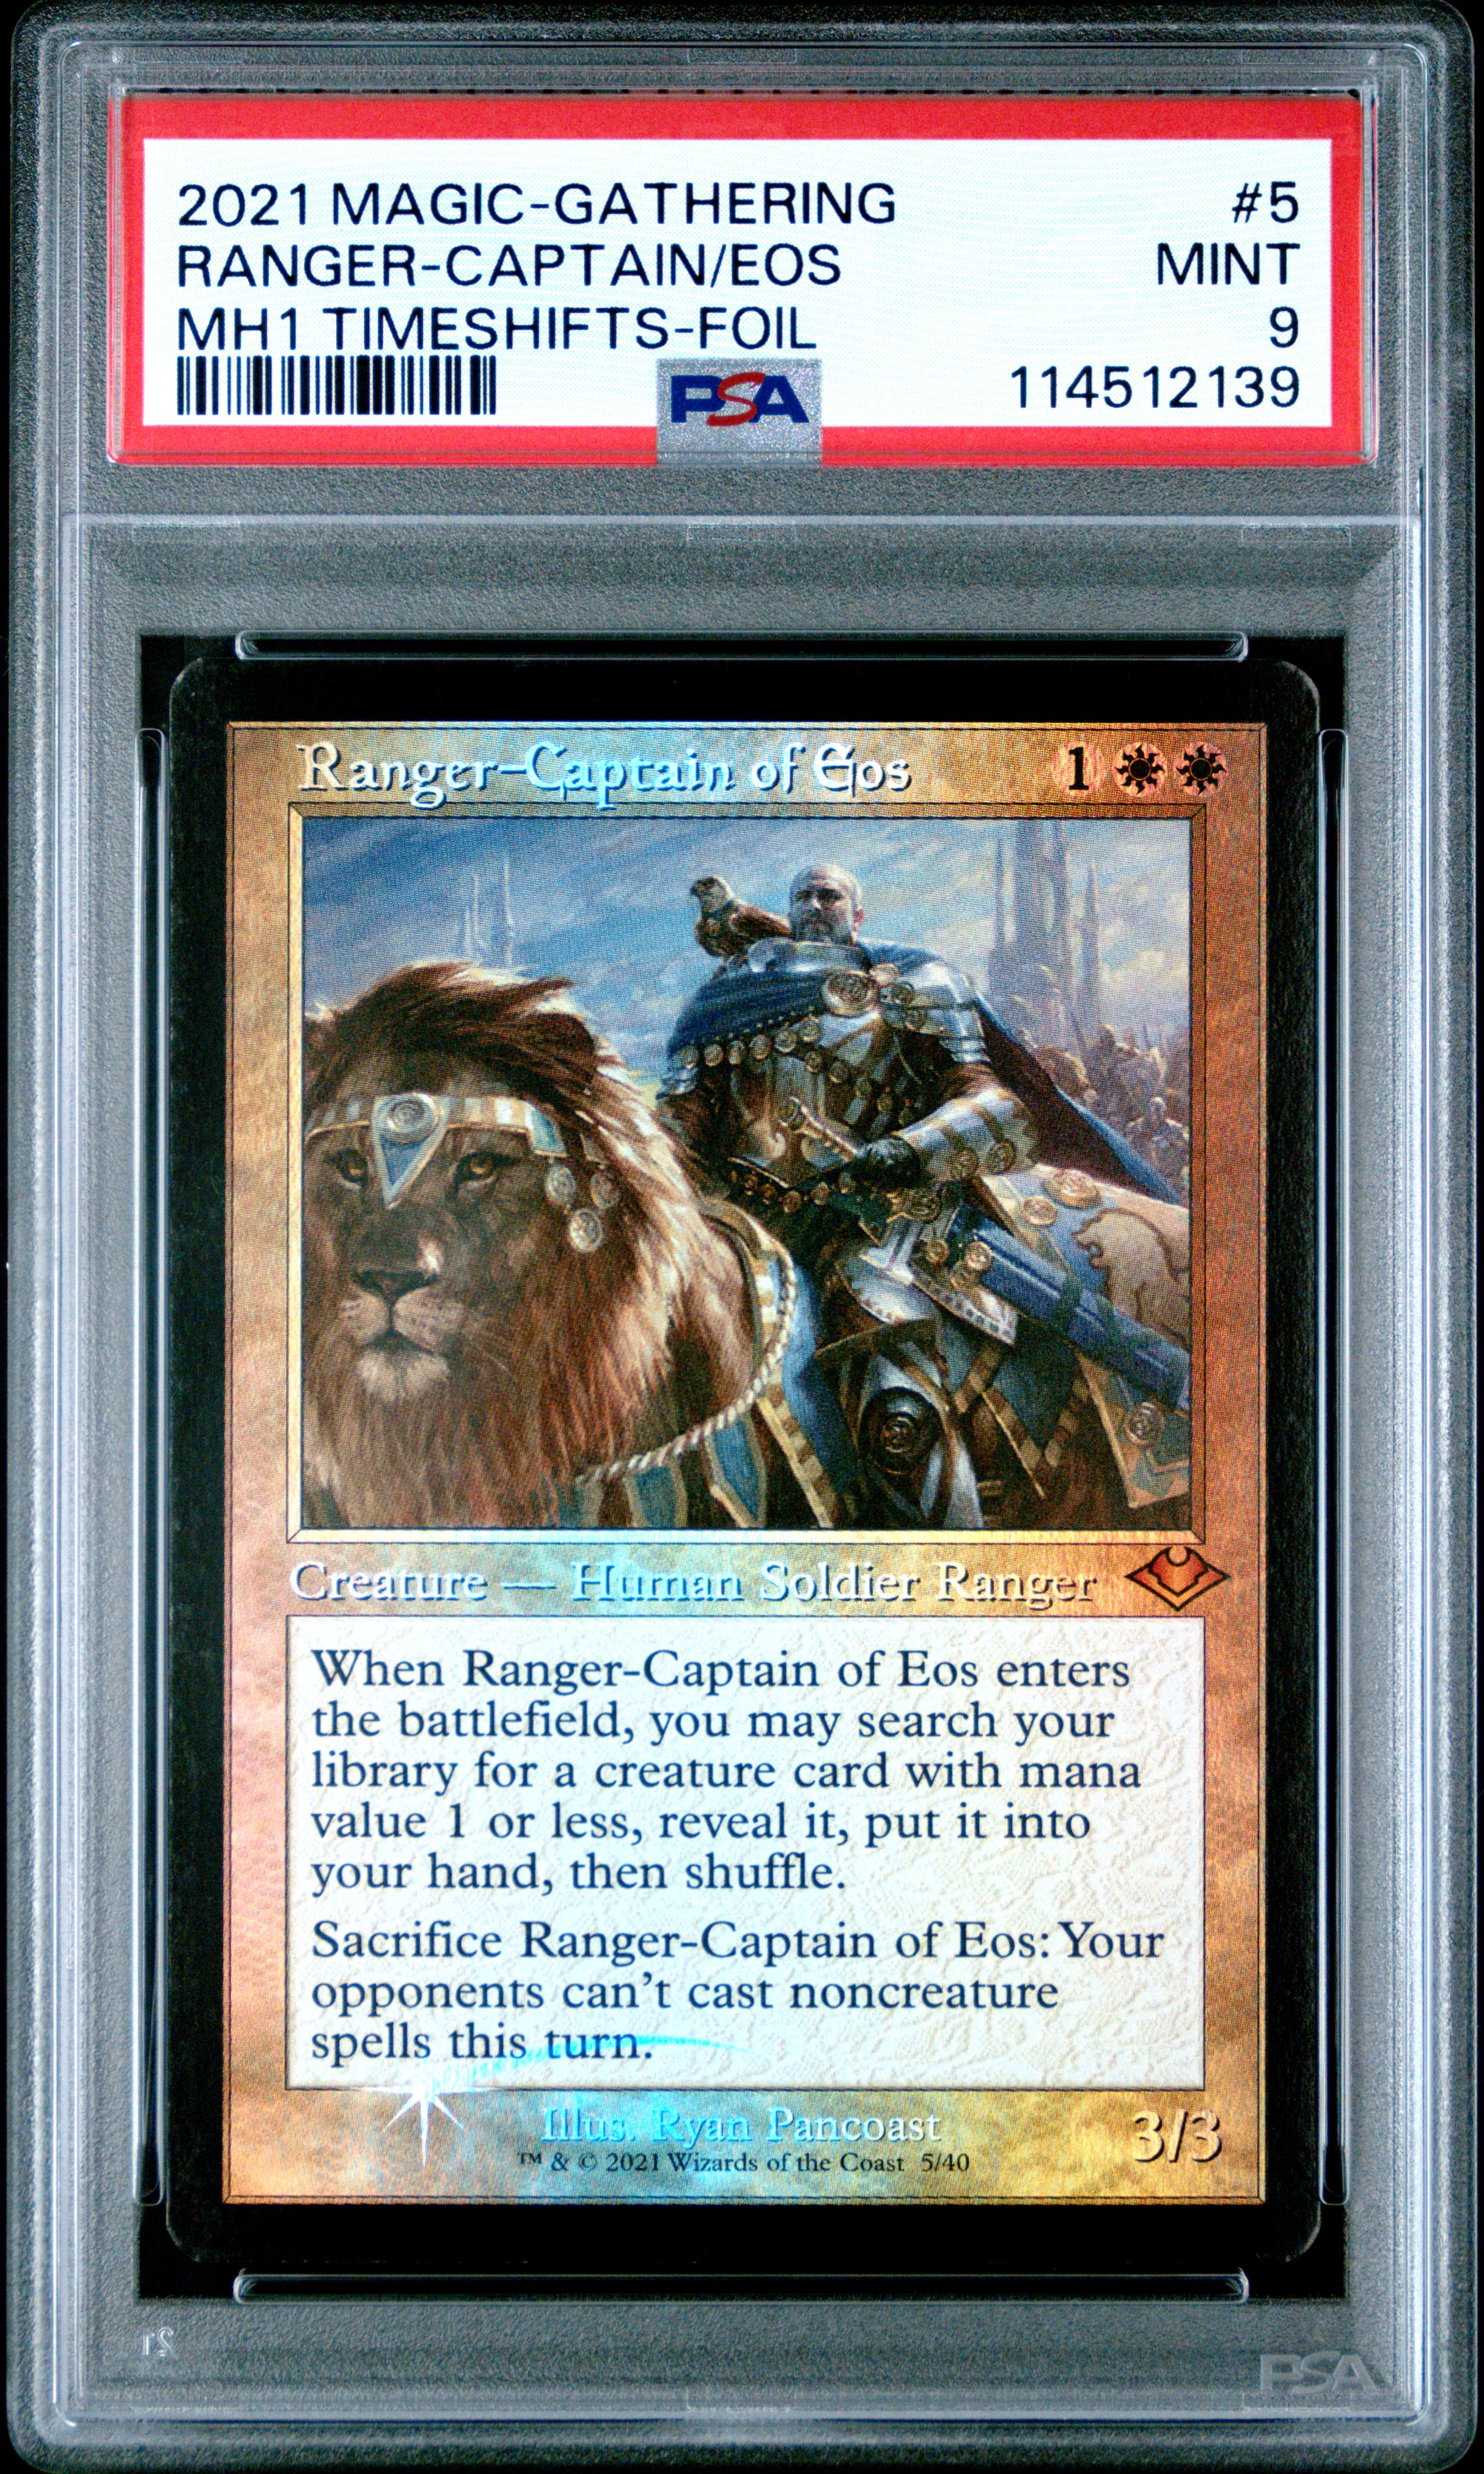 2021 MAGIC-GATHERING #5
RANGER-CAPTAIN/EOS MINT
MH1 TIMESHIFTS-FOIL 9
PSA 114512139
Ranger-Captain of Eos 1
Creature — Human Soldier Ranger
When Ranger-Captain of Eos enters
the battlefield, you may search your
library for a creature card with mana
value 1 or less, reveal it, put it into
your hand, then shuffle.
Sacrifice Ranger-Captain of Eos: Your
opponents can't cast noncreature
spells this turn.
Illus. Ryan Pancoast
3/3
™ & © 2021 Wizards of the Coast 5/40
PSA